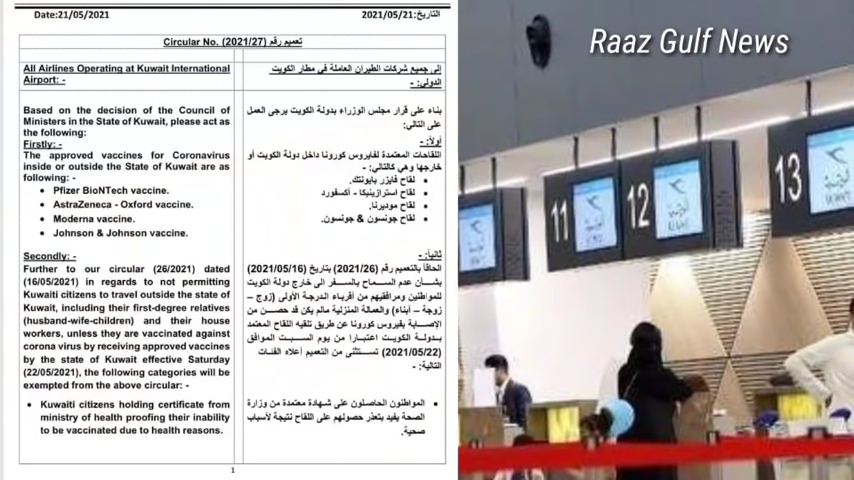 Date:21/05/2021
التاريخ:2021/05/21
Circular No. (2021/27) تعميم رقم
All Airlines Operating at Kuwait International
Airport: -
Based on the decision of the Council of
Ministers in the State of Kuwait, please act as
the following:
Firstly: -
The approved vaccines for Coronavirus
inside or outside the State of Kuwait are as
following: -
• Pfizer BioNTech vaccine.
• AstraZeneca - Oxford vaccine.
• Moderna vaccine.
• Johnson & Johnson vaccine.
Secondly: -
Further to our circular (26/2021) dated
(16/05/2021) in regards to not permitting
Kuwaiti citizens to travel outside the state of
Kuwait, including their first-degree relatives
(husband-wife-children) and their house
workers, unless they are vaccinated against
corona virus by receiving approved vaccines
by the state of Kuwait effective Saturday
(22/05/2021), the following categories will be
exempted from the above circular: -
• Kuwaiti citizens holding certificate from
ministry of health proofing their inability
to be vaccinated due to health reasons.
إلى جميع شركات الطيران العاملة في مطار الكويت
الدولي: -
بناء على قرار مجلس الوزراء بدولة الكويت يرجى العمل
على التالي:
أولاً: -
اللقاحات المعتمدة لفايروس كورونا داخل دولة الكويت أو
خارجها وهي كالتالي: -
• لقاح فايزر بايونتك.
• لقاح استرازينيكا - أكسفورد
• لقاح موديرنا.
• لقاح جونسون & جونسون.
ثانياً: -
الحاقاً بالتعميم رقم (2021/26) بتاريخ (2021/05/16)
بشأن عدم السماح بالسفر الى خارج دولة الكويت
للمواطنين ومرافقيهم من أقرباء الدرجة الأولى (زوج –
زوجة – أبناء) والعمالة المنزلية مالم يكن قد حصن من
الإصابة بفيروس كورونا عن طريق تلقيه اللقاح المعتمد
بدولة الكويت اعتبارا من يوم السبت الموافق
(2021/05/22) تستثنى من التعميم أعلاه الفئات
التالية: -
• المواطنون الحاصلون على شهادة معتمدة من وزارة
الصحة يفيد بتعذر حصولهم على اللقاح نتيجة لأسباب
صحية.
1
Raaz Gulf News
11
12
13